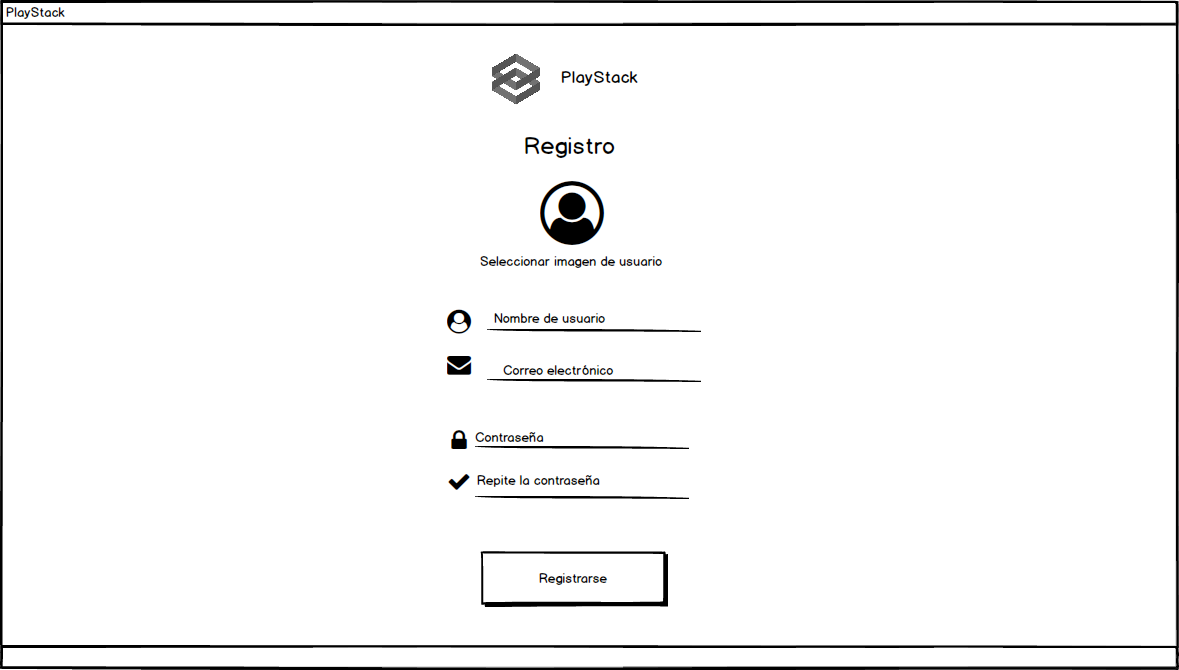 PlayStack
PlayStack
Registro
Seleccionar imagen de usuario
Nombre de usuario
Correo electrónico
Contraseña
Repite la contraseña
Registrarse